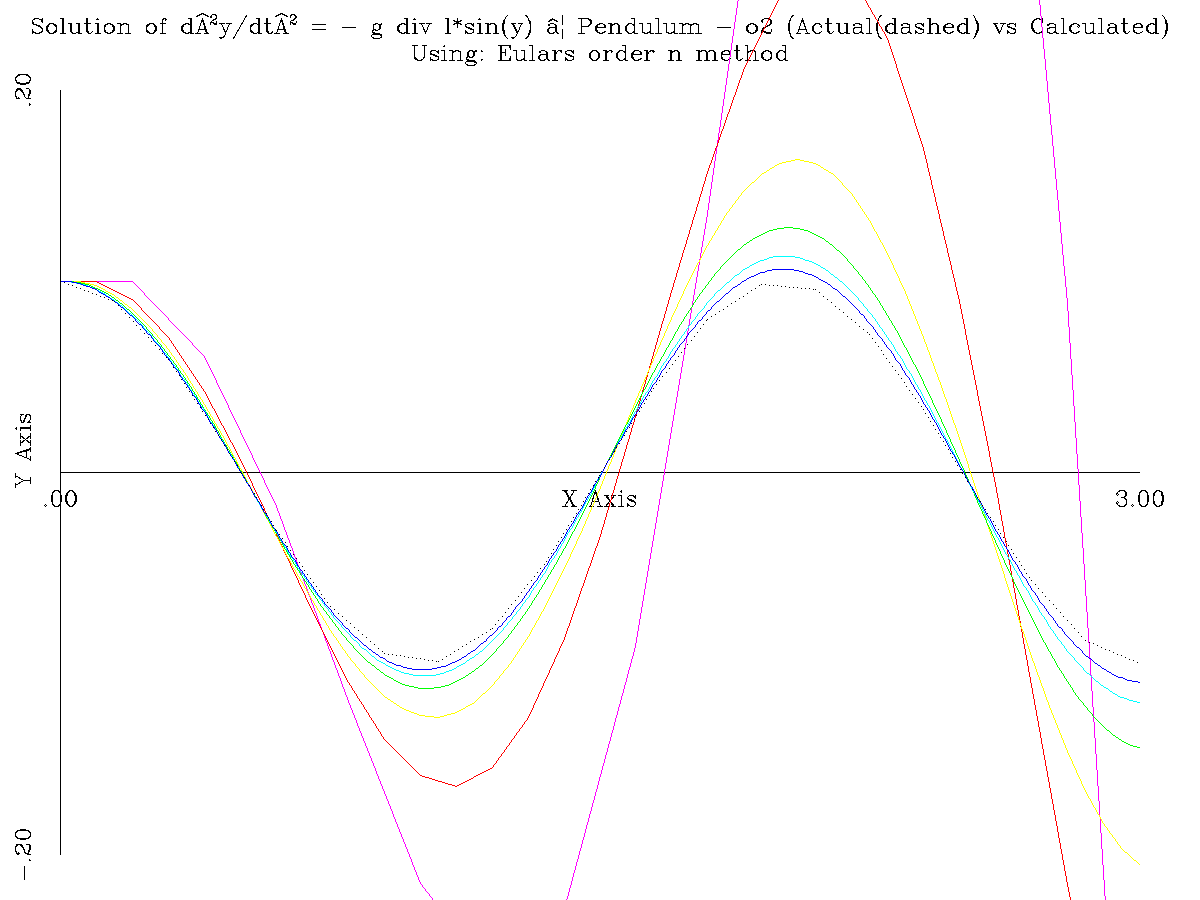 Solution of dÂ²y/dtÂ² = − g div l*sin(y) â¦ Pendulum − o2 (Actual(dashed) vs Calculated)
Using: Eulars order n method
.20
Y Axis
.00
X Axis
3.00
−.20